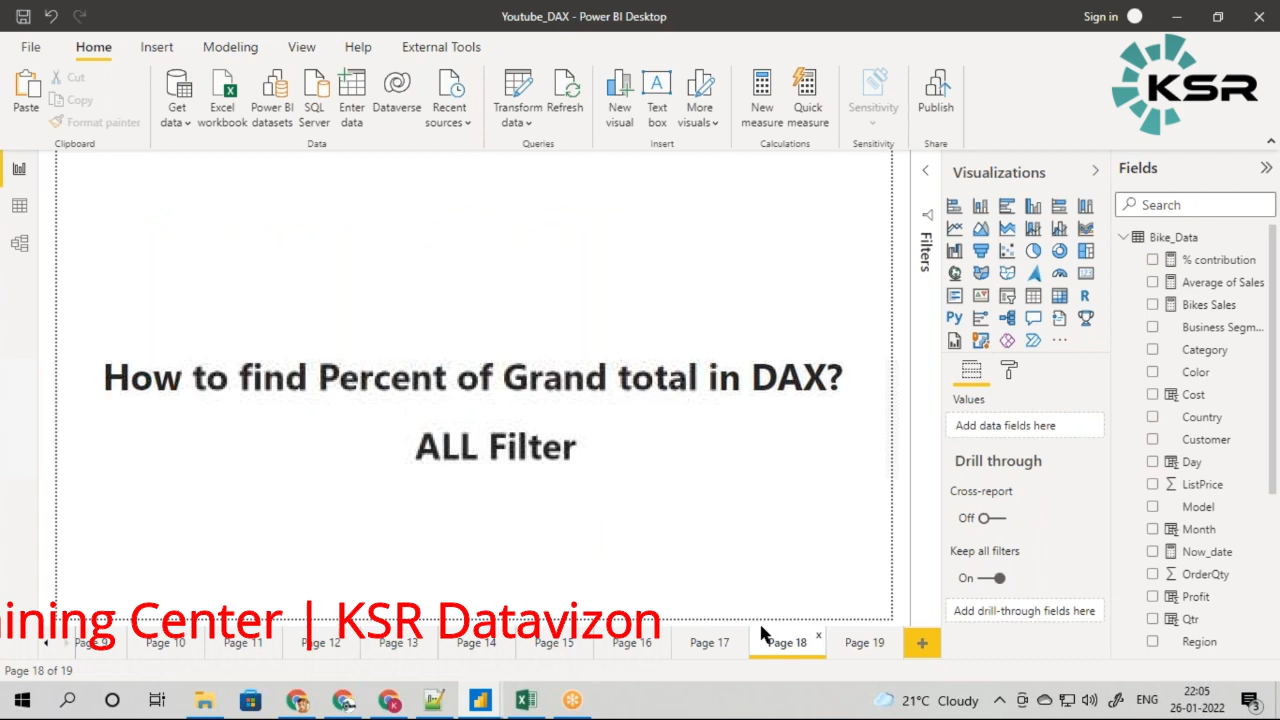 Youtube_DAX - Power BI Desktop
Sign in
File Home Insert Modeling View Help External Tools
KSR
Paste
Cut
Copy
Format painter
Clipboard
Get data
Excel workbook
Power BI datasets
SQL Server
Enter data
Dataverse
Recent sources
Data
Transform data
Refresh
Queries
New visual
Text box
More visuals
Insert
New measure
Quick measure
Calculations
Sensitivity
Sensitivity
Publish
Share
How to find Percent of Grand total in DAX?
ALL Filter
Filters
Visualizations
R
Py
Values
Add data fields here
Drill through
Cross-report
Off
Keep all filters
On
Add drill-through fields here
Fields
Search
Bike_Data
% contribution
Average of Sales
Bikes Sales
Business Segm...
Category
Color
Cost
Country
Customer
Day
ListPrice
Model
Month
Now_date
OrderQty
Profit
Qtr
Region
ining Center | KSR Datavizon
Page 9 Page 10 Page 11 Page 12 Page 13 Page 14 Page 15 Page 16 Page 17 Page 18 Page 19
Page 18 of 19
21°C Cloudy
ENG
22:05
26-01-2022
3